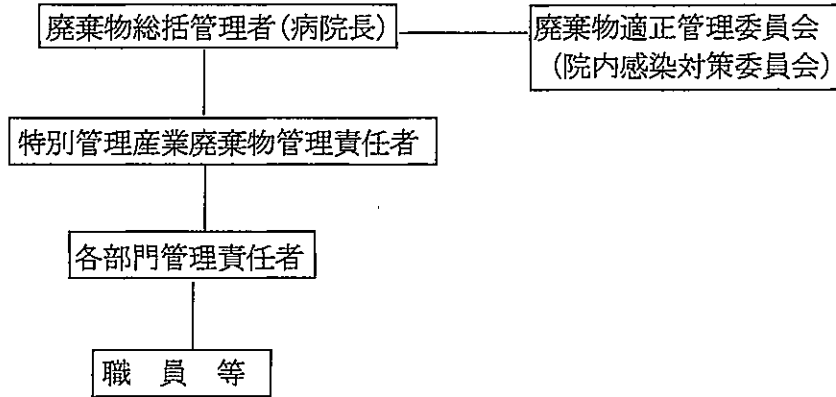 廃棄物総括管理者(病院長)
廃棄物適正管理委員会
(院内感染対策委員会)
特別管理産業廃棄物管理責任者
各部門管理責任者
職 員 等